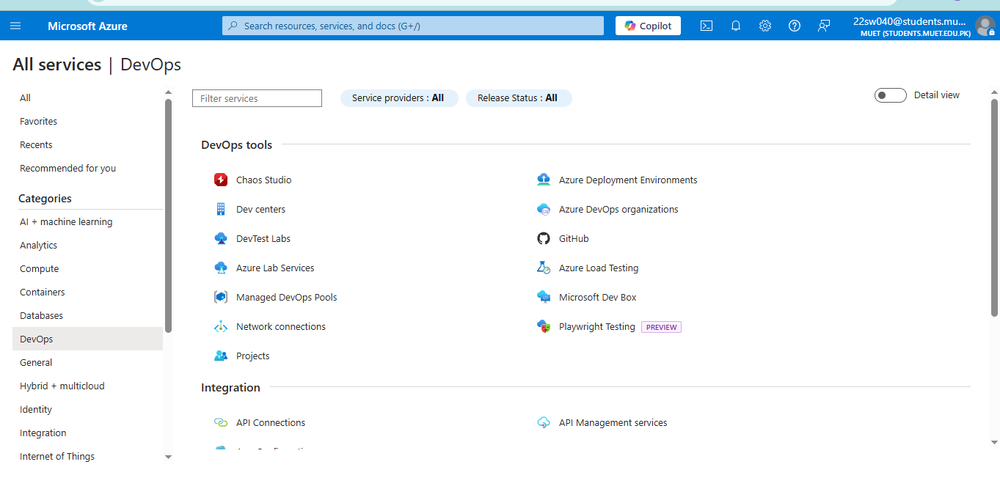 Microsoft Azure
Search resources, services, and docs (G+/)
Copilot
22sw040@students.mu...
MUET (STUDENTS.MUET.EDU.PK)
All services | DevOps
All
Favorites
Recents
Recommended for you
Categories
AI + machine learning
Analytics
Compute
Containers
Databases
DevOps
General
Hybrid + multicloud
Identity
Integration
Internet of Things
Filter services
Service providers : All
Release Status : All
Detail view
DevOps tools
Chaos Studio
Azure Deployment Environments
Dev centers
Azure DevOps organizations
DevTest Labs
GitHub
Azure Lab Services
Azure Load Testing
Managed DevOps Pools
Microsoft Dev Box
Network connections
Playwright Testing PREVIEW
Projects
Integration
API Connections
API Management services